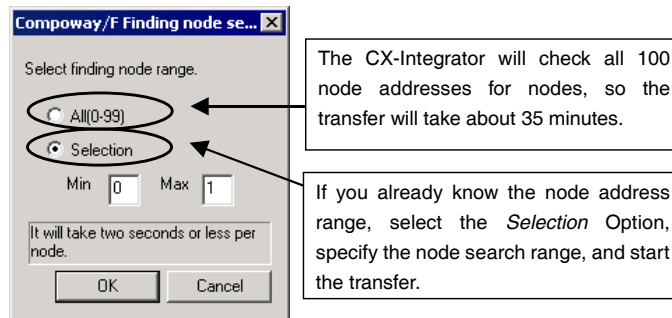 Compoway/F Finding node se...
Select finding node range.
All(0-99)
Selection
Min 0 Max 1
It will take two seconds or less per
node.
OK Cancel
The CX-Integrator will check all 100
node addresses for nodes, so the
transfer will take about 35 minutes.
If you already know the node address
range, select the Selection Option,
specify the node search range, and start
the transfer.